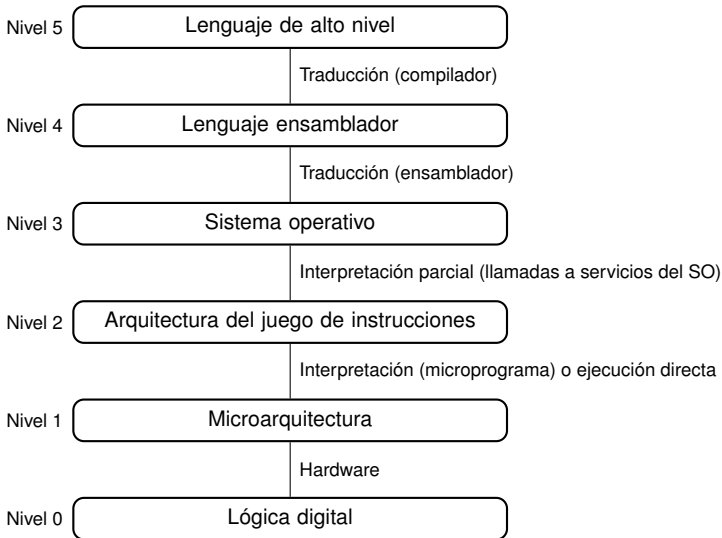 Nivel 5 Lenguaje de alto nivel
Traducción (compilador)
Nivel 4 Lenguaje ensamblador
Traducción (ensamblador)
Nivel 3 Sistema operativo
Interpretación parcial (llamadas a servicios del SO)
Nivel 2 Arquitectura del juego de instrucciones
Interpretación (microprograma) o ejecución directa
Nivel 1 Microarquitectura
Hardware
Nivel 0 Lógica digital